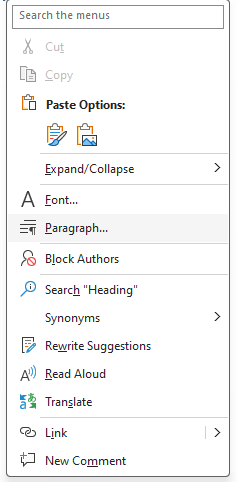 Search the menus
Cut
Copy
Paste Options:
Expand/Collapse
Font...
Paragraph...
Block Authors
Search "Heading"
Synonyms
Rewrite Suggestions
Read Aloud
Translate
Link
New Comment